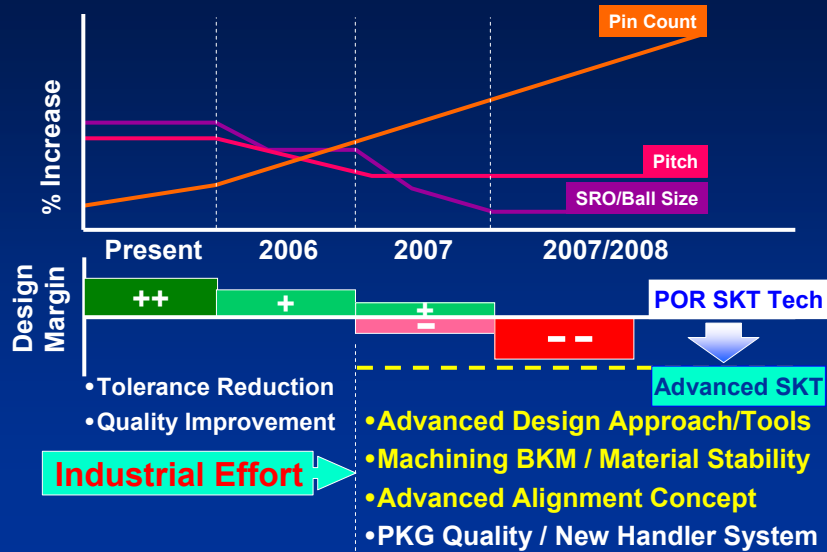 Pin Count
% Increase
Pitch
SRO/Ball Size
Present
2006
2007
2007/2008
Design
Margin
++
+
+
–
– –
POR SKT Tech
Advanced SKT
•Tolerance Reduction
•Quality Improvement
Industrial Effort
•Advanced Design Approach/Tools
•Machining BKM / Material Stability
•Advanced Alignment Concept
•PKG Quality / New Handler System